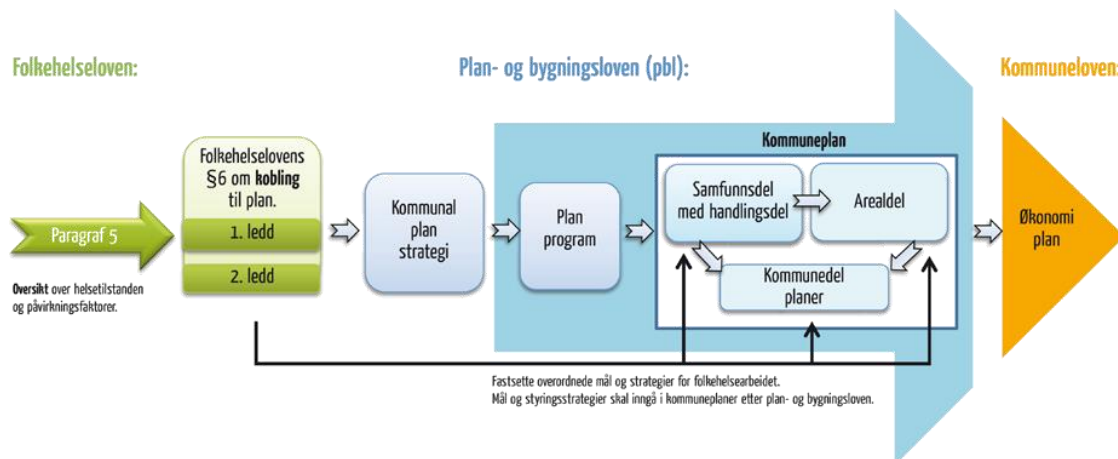 Folkehelseloven:
Plan- og bygningsloven (pbl):
Kommuneloven:
Paragraf 5
Oversikt over helsetilstanden
og påvirkningsfaktorer.
Folkehelselovens
§6 om kobling
til plan.
1. ledd
2. ledd
Kommunal
plan
strategi
Plan
program
Kommuneplan
Samfunnsdel
med handlingsdel
Arealdel
Kommunedel
planer
Økonomi
plan
Fastsette overordnede mål og strategier for folkehelsearbeidet.
Mål og styringsstrategier skal inngå i kommuneplaner etter plan- og bygningsloven.